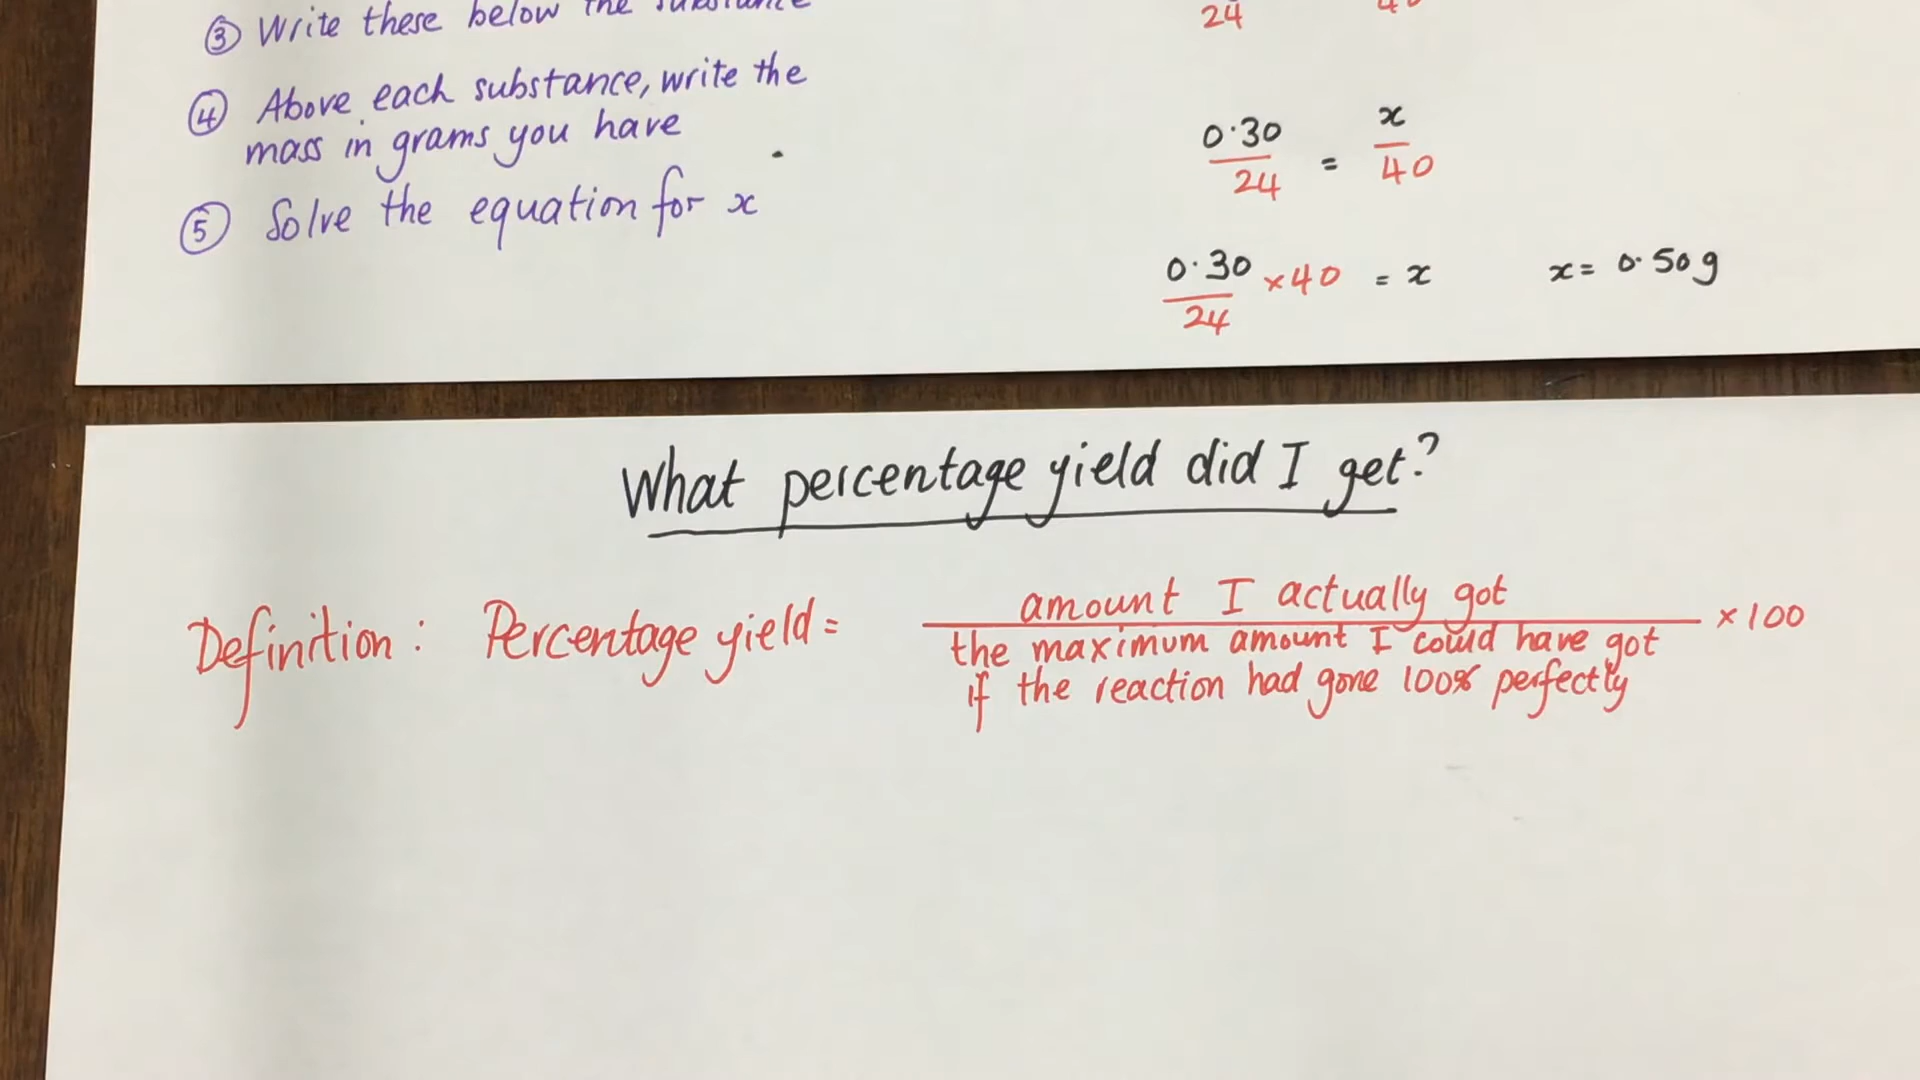 ③ Write these below the substance
④ Above each substance, write the
mass in grams you have
⑤ Solve the equation for x
24 40
0·30 x
24 = 40
0·30 ×40 = x x = 0·50g
24
What percentage yield did I get?
Definition: Percentage yield = amount I actually got × 100
the maximum amount I could have got
if the reaction had gone 100% perfectly